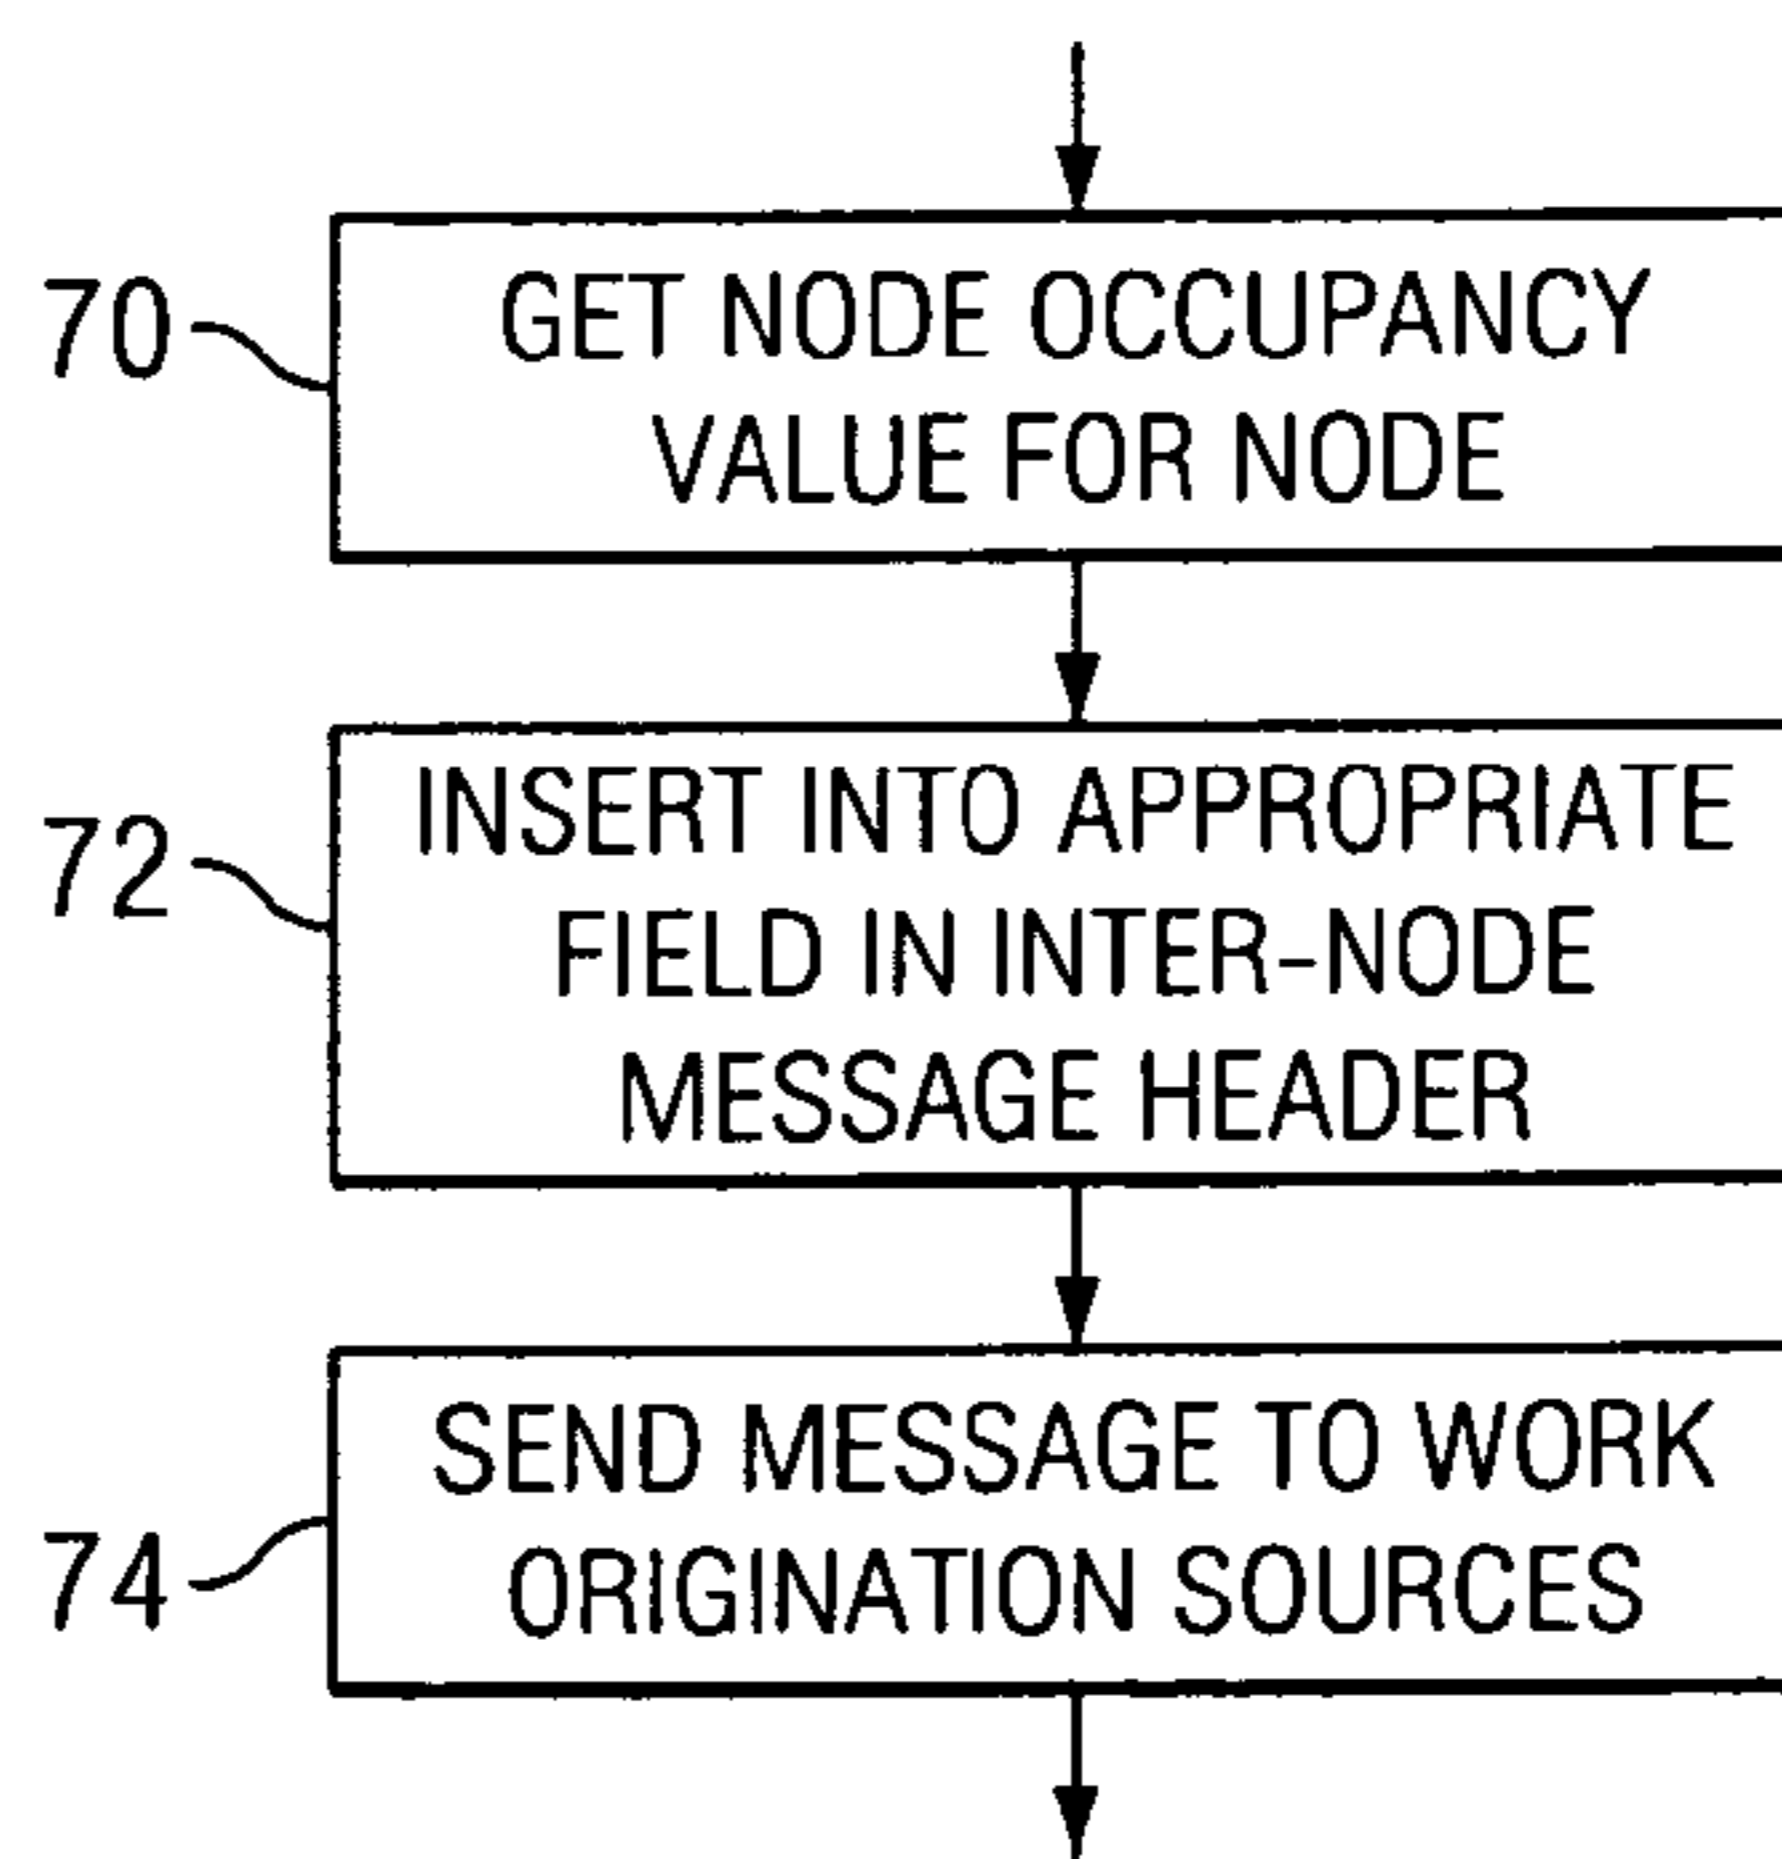 70
GET NODE OCCUPANCY
VALUE FOR NODE
72
INSERT INTO APPROPRIATE
FIELD IN INTER-NODE
MESSAGE HEADER
74
SEND MESSAGE TO WORK
ORIGINATION SOURCES